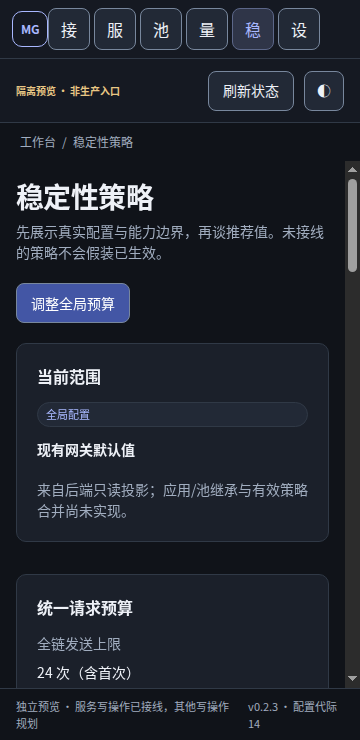 MG 接 服 池 量 稳 设
隔离预览 · 非生产入口 刷新状态
工作台 / 稳定性策略
稳定性策略
先展示真实配置与能力边界，再谈推荐值。未接线
的策略不会假装已生效。
调整全局预算
当前范围
全局配置
现有网关默认值
来自后端只读投影；应用/池继承与有效策略
合并尚未实现。
统一请求预算
全链发送上限
24 次（含首次）
独立预览 · 服务写操作已接线，其他写操作
规划
v0.2.3 · 配置代际
14